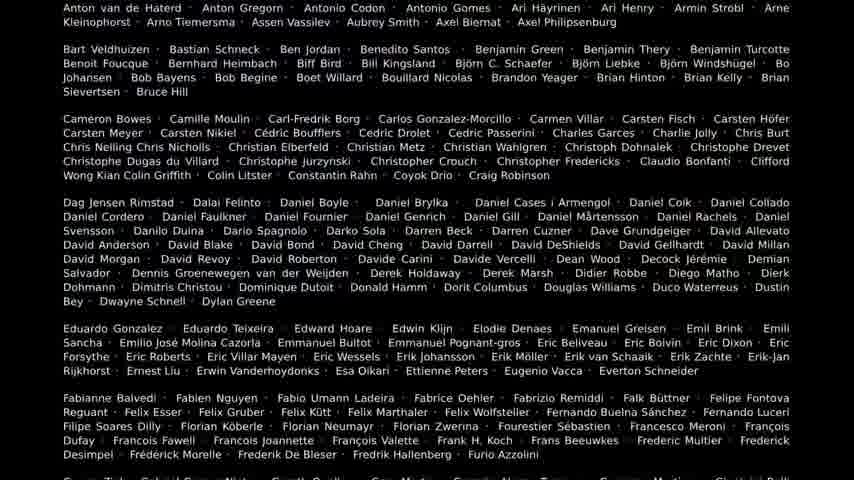 Anton van de Haterd · Anton Gregorn · Antonio Codon · Antonio Gomes · Ari Häyrinen · Ari Henry · Armin Strobl · Arne
Kleinophorst · Arno Tiemersma · Assen Vassilev · Aubrey Smith · Axel Biemat · Axel Philipsenburg
Bart Veldhuizen · Bastian Schneck · Ben Jordan · Benedito Santos · Benjamin Green · Benjamin Thery · Benjamin Turcotte
Benoit Foucque · Bernhard Heimbach · Biff Bird · Bill Kingsland · Björn C. Schaefer · Björn Liebke · Björn Windshügel · Bo
Johansen · Bob Bayens · Bob Begine · Boet Willard · Bouillard Nicolas · Brandon Yeager · Brian Hinton · Brian Kelly · Brian
Sievertsen · Bruce Hill
Cameron Bowes · Camille Moulin · Carl-Fredrik Borg · Carlos Gonzalez-Morcillo · Carmen Villar · Carsten Fisch · Carsten Höfer
Carsten Meyer · Carsten Nikiel · Cédric Boufflers · Cedric Drolet · Cedric Passerini · Charles Garces · Charlie Jolly · Chris Burt
Chris Nelling Chris Nicholls · Christian Elberfeld · Christian Metz · Christian Wahlgren · Christoph Dohnalek · Christophe Drevet
Christophe Dugas du Villard · Christophe jurzynski · Christopher Crouch · Christopher Fredericks · Claudio Bonfanti · Clifford
Wong Kian Colin Griffith · Colin Litster · Constantin Rahn · Coyok Drio · Craig Robinson
Dag Jensen Rimstad · Dalai Felinto · Daniel Boyle · Daniel Brylka · Daniel Cases i Armengol · Daniel Coik · Daniel Collado
Daniel Cordero · Daniel Faulkner · Daniel Fournier · Daniel Genrich · Daniel Gill · Daniel Mårtensson · Daniel Rachels · Daniel
Svensson · Danilo Duina · Dario Spagnolo · Darko Sola · Darren Beck · Darren Cuzner · Dave Grundgeiger · David Allevato
David Anderson · David Blake · David Bond · David Cheng · David Darrell · David DeShields · David Gellhardt · David Millan
David Morgan · David Revoy · David Roberton · Davide Carini · Davide Vercelli · Dean Wood · Decock Jérémie · Demian
Salvador · Dennis Groenewegen van der Weijden · Derek Holdaway · Derek Marsh · Didier Robbe · Diego Matho · Dierk
Dohmann · Dimitris Christou · Dominique Dutoit · Donald Hamm · Dorit Columbus · Douglas Williams · Duco Waterreus · Dustin
Bey · Dwayne Schnell · Dylan Greene
Eduardo Gonzalez · Eduardo Teixeira · Edward Hoare · Edwin Klijn · Elodie Denaes · Emanuel Greisen · Emil Brink · Emili
Sancha · Emilio José Molina Cazorla · Emmanuel Bultot · Emmanuel Pognant-gros · Eric Beliveau · Eric Boivin · Eric Dixon · Eric
Forsythe · Eric Roberts · Eric Villar Mayen · Eric Wessels · Erik Johansson · Erik Möller · Erik van Schaaik · Erik Zachte · Erik-Jan
Rijkhorst · Ernest Liu · Erwin Vanderhoydonks · Esa Oikari · Ettienne Peters · Eugenio Vacca · Everton Schneider
Fabianne Balvedi · Fabien Nguyen · Fabio Umann Ladeira · Fabrice Oehler · Fabrizio Remiddi · Falk Büttner · Felipe Fontova
Reguant · Felix Esser · Felix Gruber · Felix Kütt · Felix Marthaler · Felix Wolfsteller · Fernando Buelna Sánchez · Fernando Luceri
Filipe Soares Dilly · Florian Köberle · Florian Neumayr · Florian Zwerina · Fourestier Sébastien · Francesco Meroni · François
Dufay · Francois Fawell · Francois Joannette · François Valette · Frank H. Koch · Frans Beeuwkes · Frederic Multier · Frederick
Desimpel · Frédérick Morelle · Frederik De Bleser · Fredrik Hallenberg · Furio Azzolini